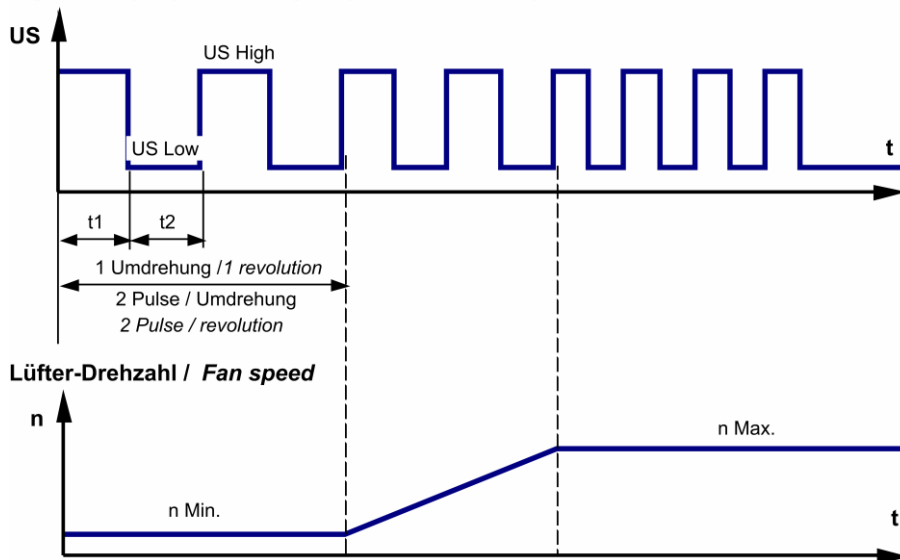 US
US High
US Low
t
t1
t2
1 Umdrehung /1 revolution
2 Pulse / Umdrehung
2 Pulse / revolution
Lüfter-Drehzahl / Fan speed
n
n Max.
n Min.
t